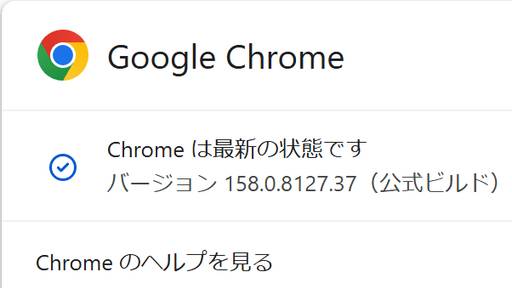 Google Chrome
Chrome は最新の状態です
バージョン 158.0.8127.37（公式ビルド）
Chrome のヘルプを見る